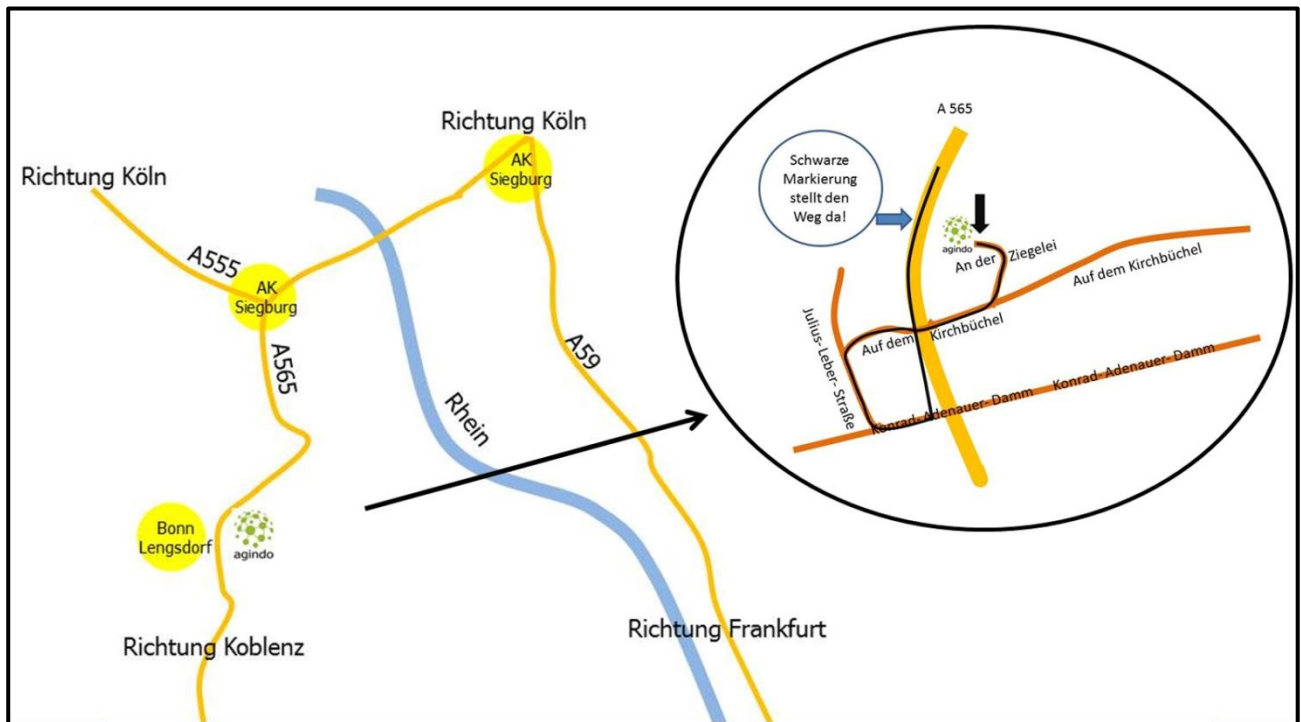 Richtung Köln
Richtung Köln
AK
Siegburg
A555
AK
Siegburg
A565
A59
Rhein
Bonn
Lengsdorf
agindo
Richtung Koblenz
Richtung Frankfurt
A 565
Schwarze
Markierung
stellt den
Weg da!
agindo
An der Ziegelei
Auf dem Kirchbüchel
Auf dem Kirchbüchel
Julius- Leber- Straße
Konrad-Adenauer- Damm
Konrad- Adenauer- Damm